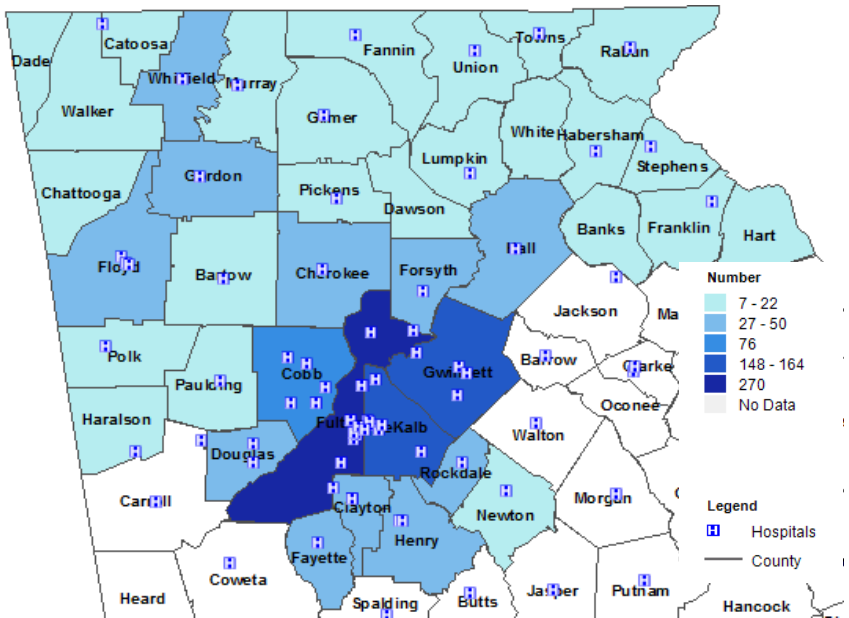 Dade
Catoosa
Fannin
Towns
Rabun
Union
Whitfield
Murray
Walker
Gilmer
White
Habersham
Lumpkin
Stephens
Chattooga
Gordon
Pickens
Dawson
Banks
Franklin
Hart
Floyd
Bartow
Cherokee
Forsyth
Hall
Jackson
Ma
Polk
Paulding
Cobb
Gwinnett
Barrow
Clarke
Oconee
Haralson
Fulton
DeKalb
Walton
Douglas
Rockdale
Carroll
Clayton
Newton
Morgan
Fayette
Henry
Coweta
Heard
Spalding
Butts
Jasper
Putnam
Hancock
Number
7 - 22
27 - 50
76
148 - 164
270
No Data
Legend
H Hospitals
County